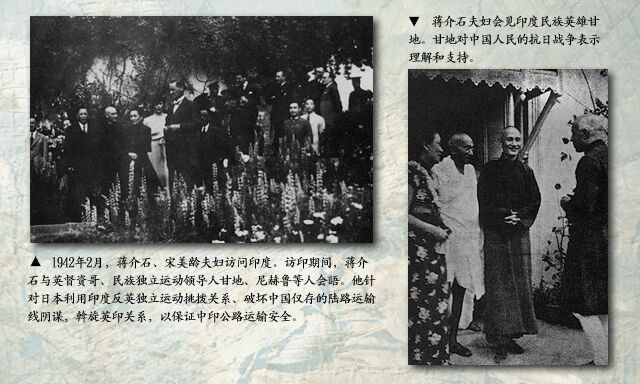 ▼ 蒋介石夫妇会见印度民族英雄甘
地。甘地对中国人民的抗日战争表示
理解和支持。
▲ 1942年2月，蒋介石、宋美龄夫妇访问印度。访印期间，蒋介
石与英督资哥、民族独立运动领导人甘地、尼赫鲁等人会晤。他针
对日本利用印度反英独立运动挑拨关系、破坏中国仅存的陆路运输
线阴谋，斡旋英印关系，以保证中印公路运输安全。